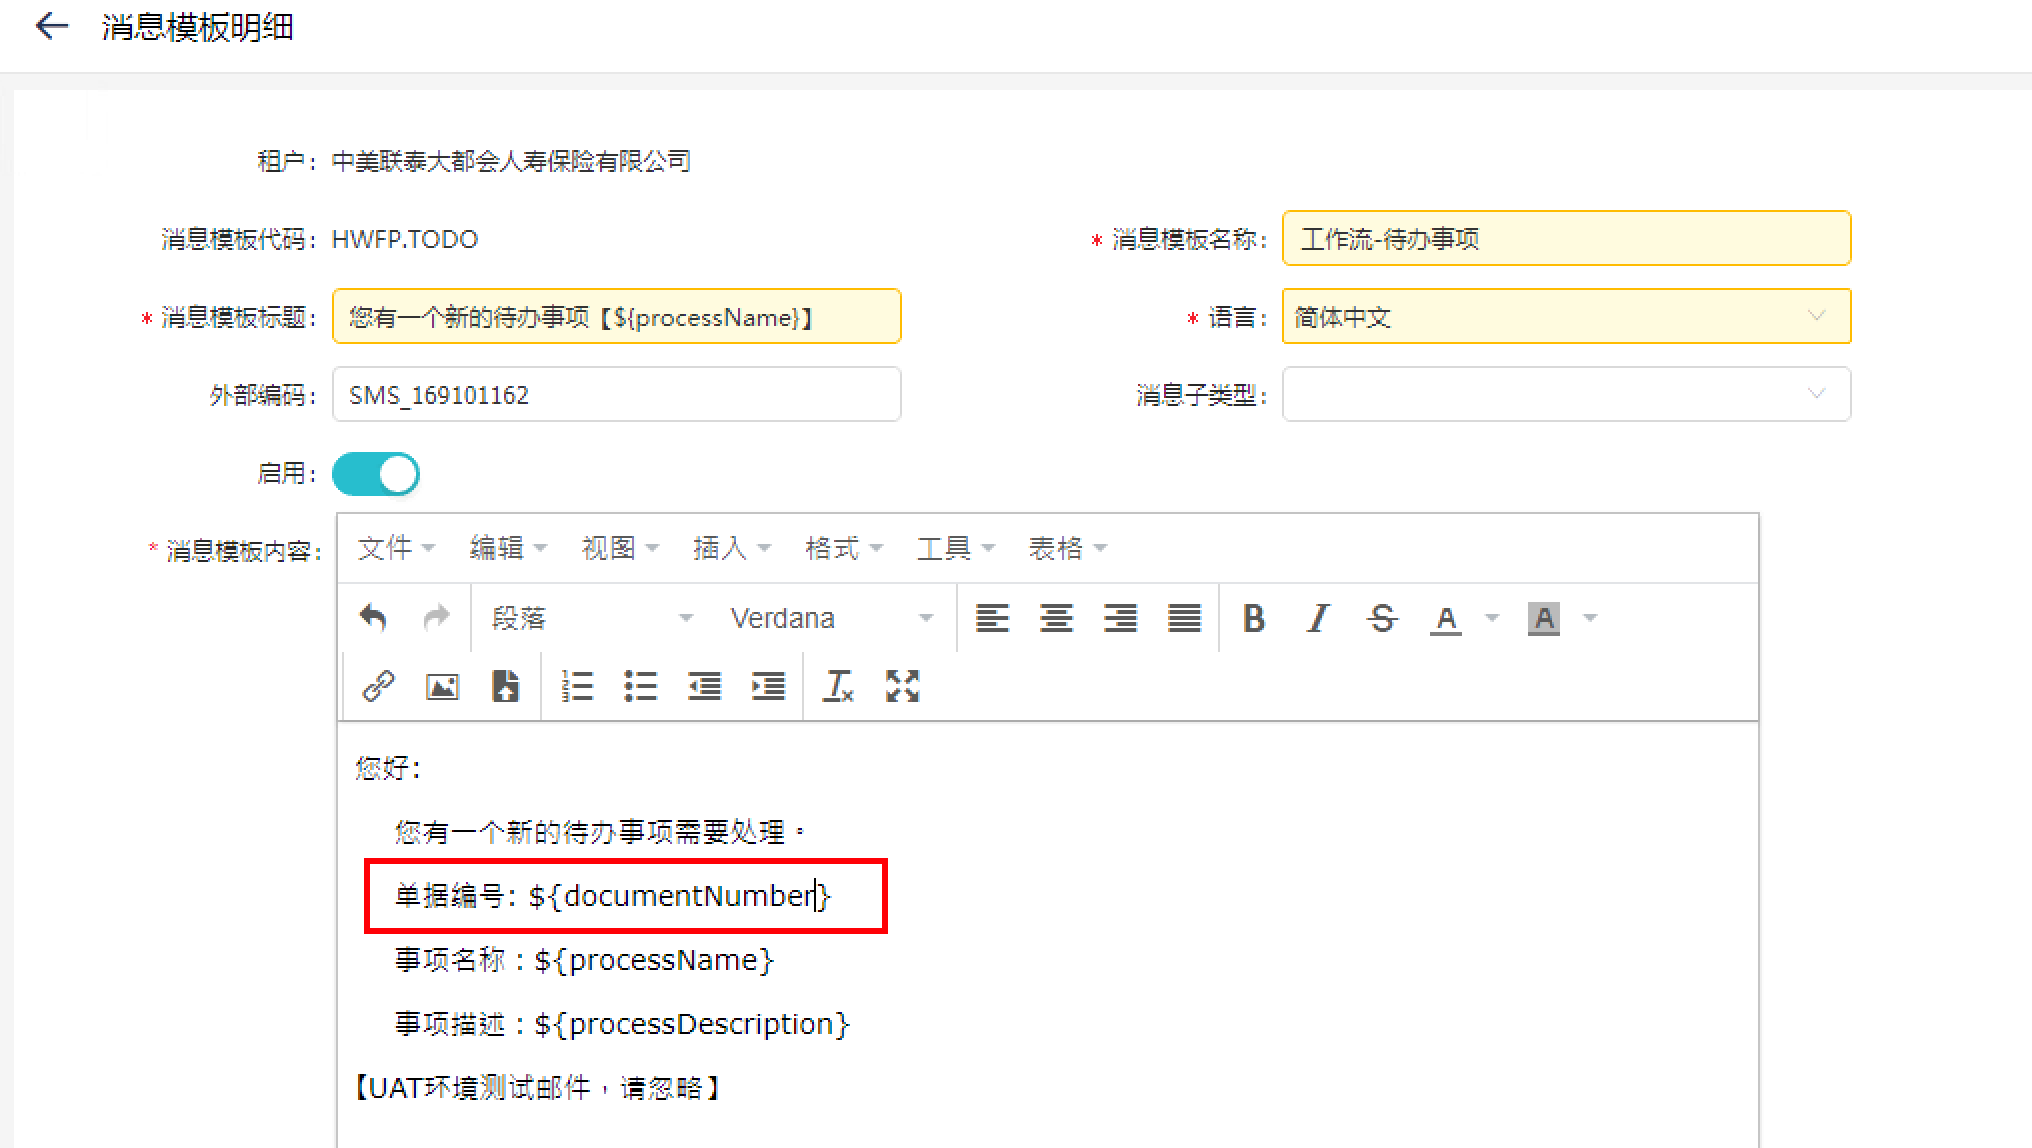 消息模板明细
租户： 中美联泰大都会人寿保险有限公司
消息模板代码： HWFP.TODO
* 消息模板名称： 工作流-待办事项
* 消息模板标题： 您有一个新的待办事项【${processName}】
* 语言： 简体中文
外部编码： SMS_169101162
消息子类型：
启用：
* 消息模板内容：
文件 编辑 视图 插入 格式 工具 表格
段落 Verdana B I S A A
您好：
您有一个新的待办事项需要处理。
单据编号: ${documentNumber}
事项名称：${processName}
事项描述：${processDescription}
【UAT环境测试邮件，请忽略】